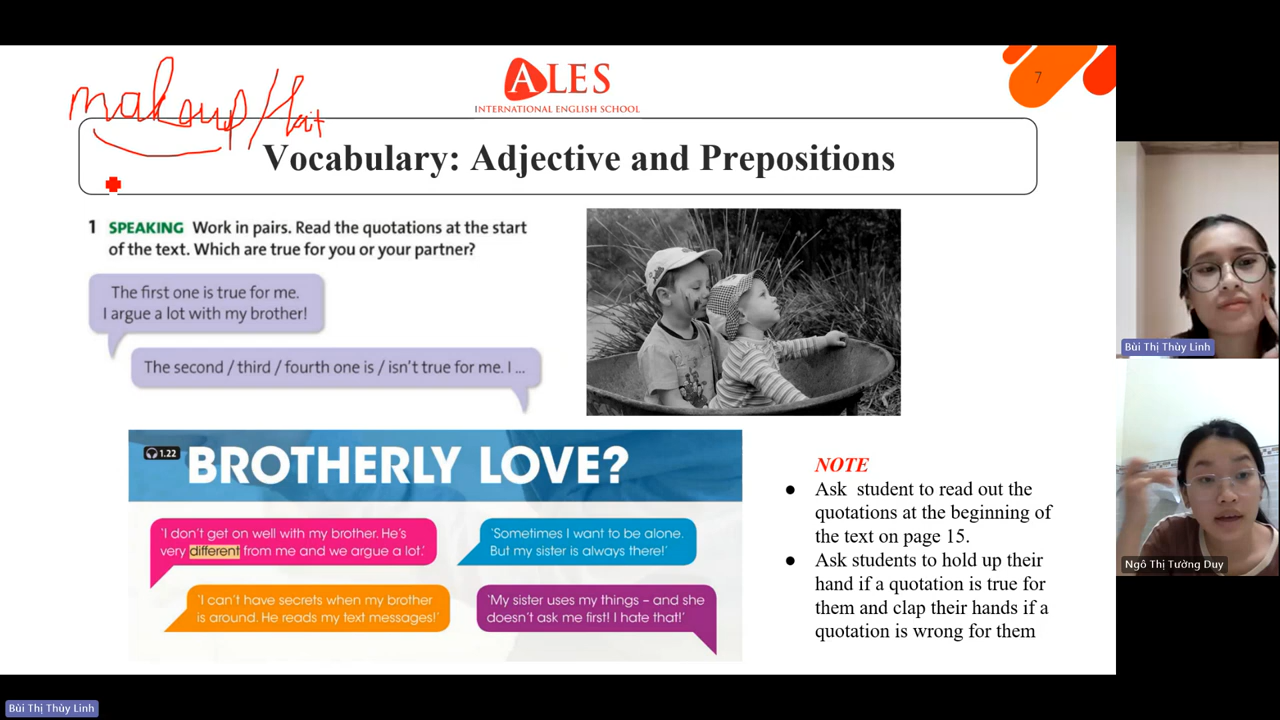 makeup/
7
ALES
INTERNATIONAL ENGLISH SCHOOL
Vocabulary: Adjective and Prepositions
1 SPEAKING Work in pairs. Read the quotations at the start
of the text. Which are true for you or your partner?
The first one is true for me.
I argue a lot with my brother!
The second / third / fourth one is / isn't true for me. I ...
1.22
BROTHERLY LOVE?
'I don't get on well with my brother. He's
very different from me and we argue a lot.'
'Sometimes I want to be alone.
But my sister is always there!'
'I can't have secrets when my brother
is around. He reads my text messages!'
'My sister uses my things – and she
doesn't ask me first! I hate that!'
NOTE
● Ask student to read out the
quotations at the beginning of
the text on page 15.
● Ask students to hold up their
hand if a quotation is true for
them and clap their hands if a
quotation is wrong for them
Bùi Thị Thùy Linh
Ngô Thị Tường Duy
Bùi Thị Thùy Linh